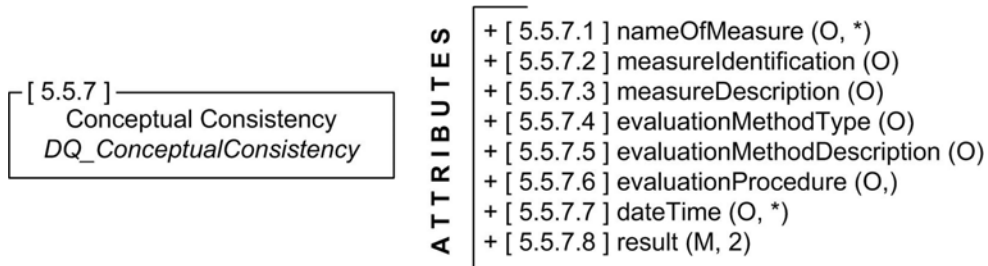 [ 5.5.7 ]
Conceptual Consistency
DQ_ConceptualConsistency
ATTRIBUTES
+ [ 5.5.7.1 ] nameOfMeasure (O, *)
+ [ 5.5.7.2 ] measureIdentification (O)
+ [ 5.5.7.3 ] measureDescription (O)
+ [ 5.5.7.4 ] evaluationMethodType (O)
+ [ 5.5.7.5 ] evaluationMethodDescription (O)
+ [ 5.5.7.6 ] evaluationProcedure (O,)
+ [ 5.5.7.7 ] dateTime (O, *)
+ [ 5.5.7.8 ] result (M, 2)